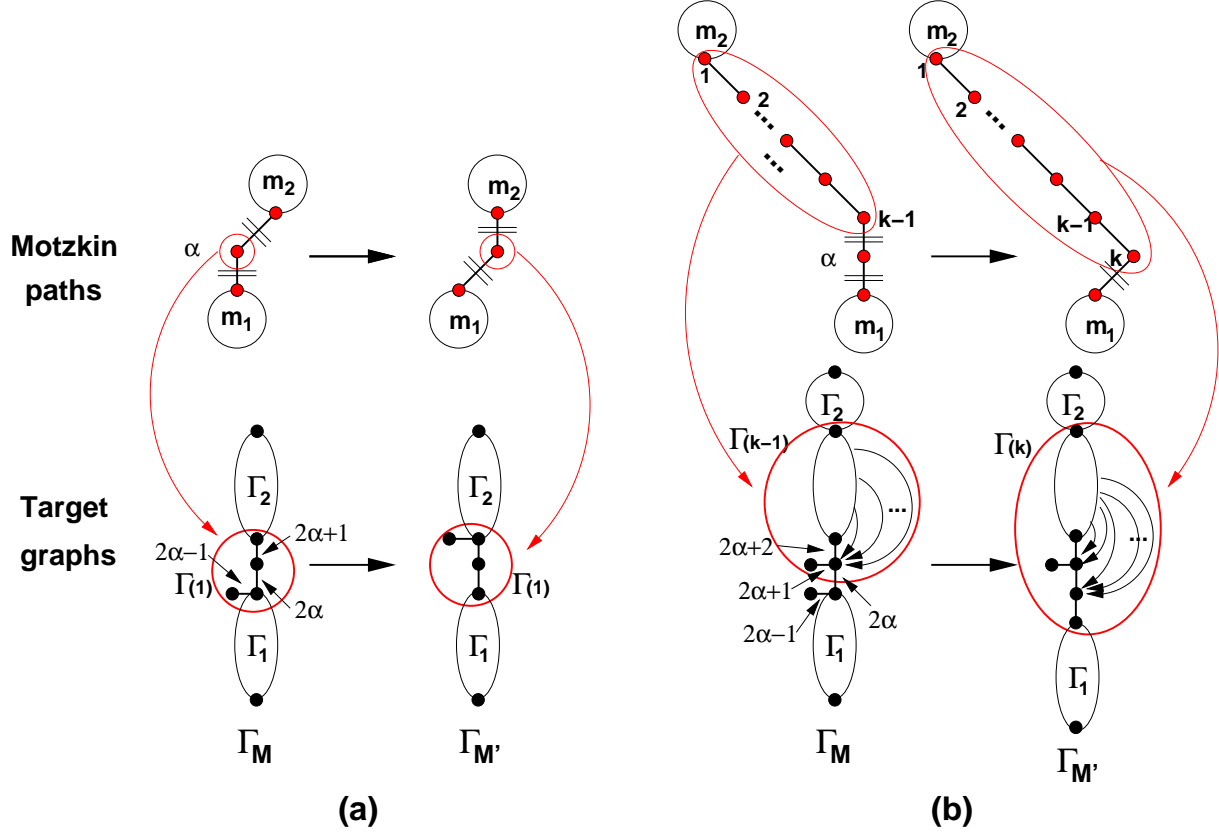 m2
1
2
k−1
α
m1
m2
1
2
k−1
k
m1
Motzkin
paths
m2
α
m1
m2
m1
Target
graphs
Γ2
2α+1
2α−1
Γ(1)
2α
Γ1
ΓM
Γ2
Γ(1)
Γ1
ΓM'
(a)
Γ2
Γ(k−1)
...
2α+2
2α+1
2α−1
2α
Γ1
ΓM
Γ2
Γ(k)
...
Γ1
ΓM'
(b)